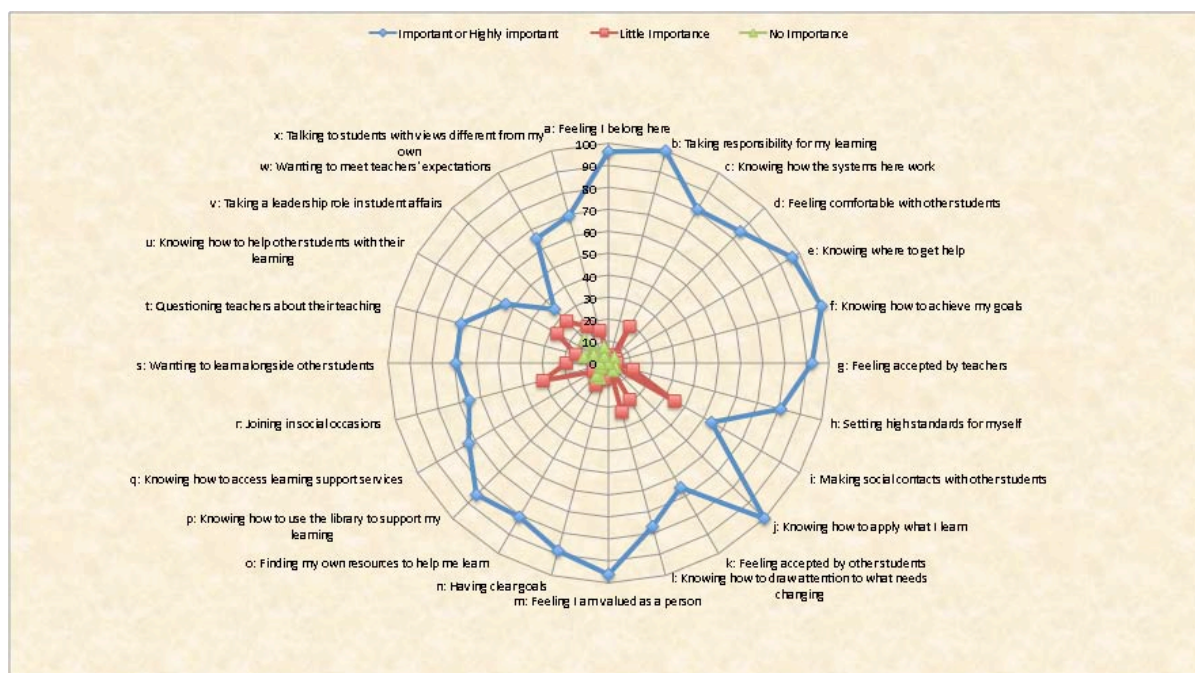 Important or Highly important
Little Importance
No Importance
a: Feeling I belong here
b: Taking responsibility for my learning
c: Knowing how the systems here work
d: Feeling comfortable with other students
e: Knowing where to get help
f: Knowing how to achieve my goals
g: Feeling accepted by teachers
h: Setting high standards for myself
i: Making social contacts with other students
j: Knowing how to apply what I learn
k: Feeling accepted by other students
l: Knowing how to draw attention to what needs
changing
m: Feeling I am valued as a person
n: Having clear goals
o: Finding my own resources to help me learn
p: Knowing how to use the library to support my
learning
q: Knowing how to access learning support services
r: Joining in social occasions
s: Wanting to learn alongside other students
t: Questioning teachers about their teaching
u: Knowing how to help other students with their
learning
v: Taking a leadership role in student affairs
w: Wanting to meet teachers' expectations
x: Talking to students with views different from my
own
100
90
80
70
60
50
40
30
20
10
0